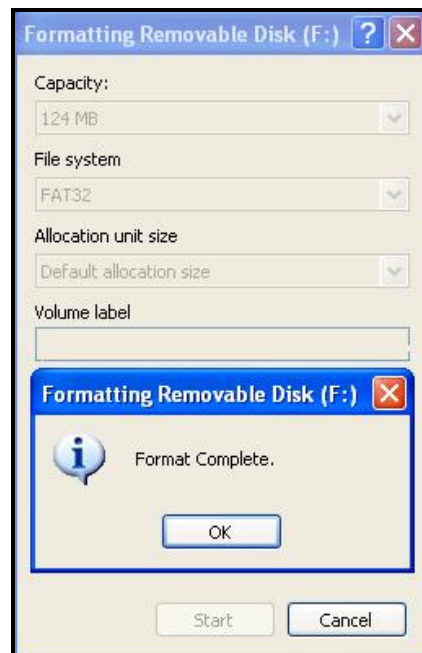 Formatting Removable Disk (F:)
Capacity:
124 MB
File system
FAT32
Allocation unit size
Default allocation size
Volume label
Formatting Removable Disk (F:)
Format Complete.
OK
Start Cancel